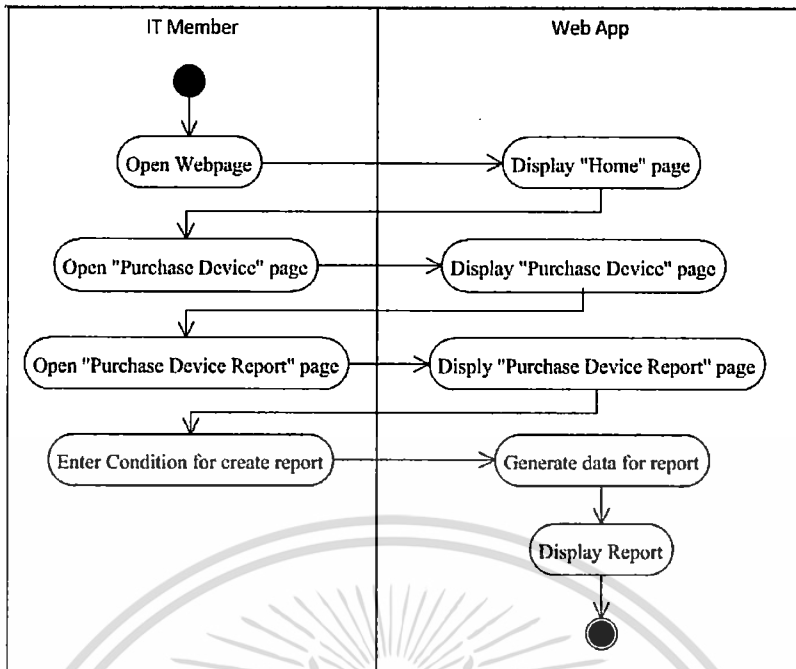 IT Member
Web App
Open Webpage
Display "Home" page
Open "Purchase Device" page
Display "Purchase Device" page
Open "Purchase Device Report" page
Disply "Purchase Device Report" page
Enter Condition for create report
Generate data for report
Display Report